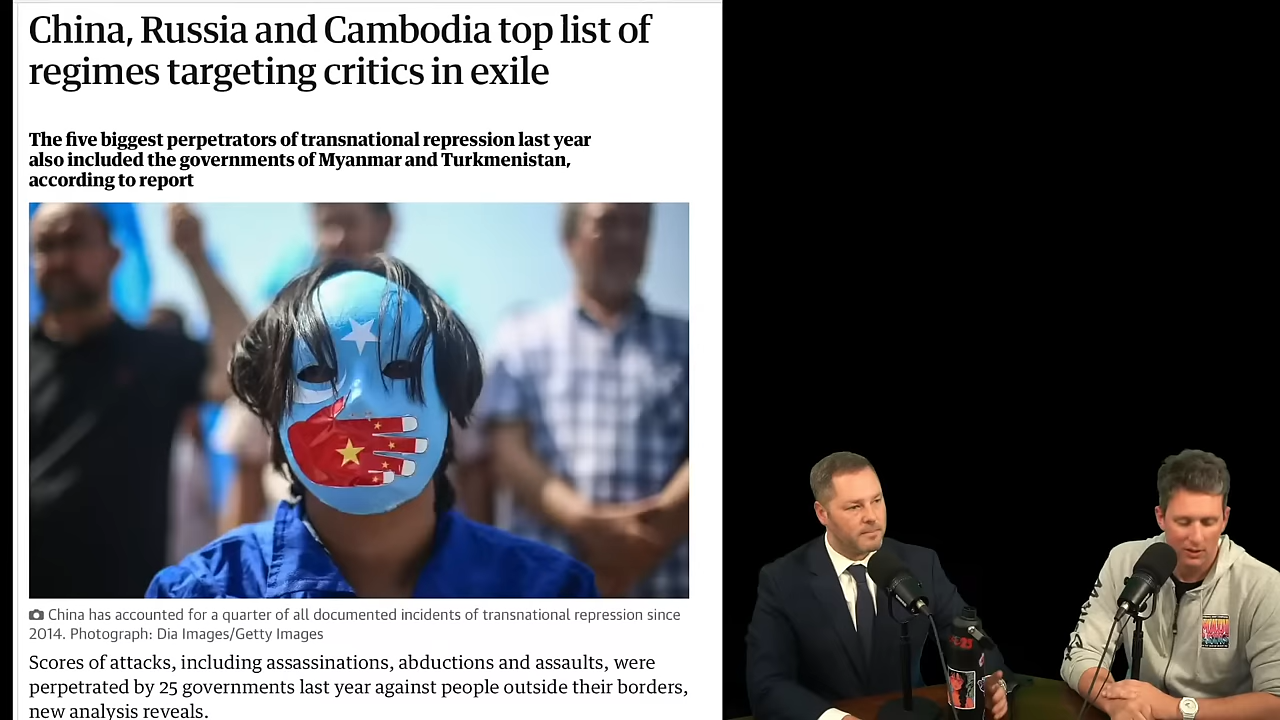 China, Russia and Cambodia top list of
regimes targeting critics in exile
The five biggest perpetrators of transnational repression last year
also included the governments of Myanmar and Turkmenistan,
according to report
China has accounted for a quarter of all documented incidents of transnational repression since
2014. Photograph: Dia Images/Getty Images
Scores of attacks, including assassinations, abductions and assaults, were
perpetrated by 25 governments last year against people outside their borders,
new analysis reveals.